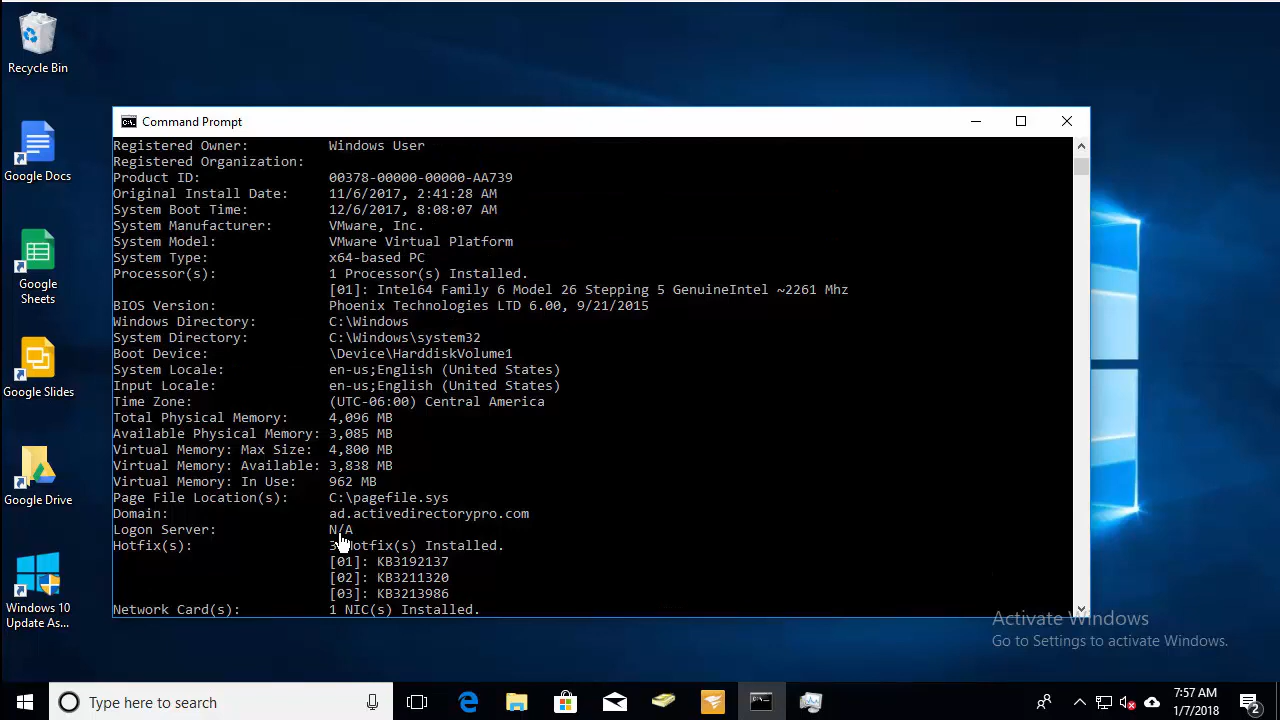 Recycle Bin
Google Docs
Google
Sheets
Google Slides
Google Drive
Windows 10
Update As...
Command Prompt
Registered Owner: Windows User
Registered Organization:
Product ID: 00378-00000-00000-AA739
Original Install Date: 11/6/2017, 2:41:28 AM
System Boot Time: 12/6/2017, 8:08:07 AM
System Manufacturer: VMware, Inc.
System Model: VMware Virtual Platform
System Type: x64-based PC
Processor(s): 1 Processor(s) Installed.
[01]: Intel64 Family 6 Model 26 Stepping 5 GenuineIntel ~2261 Mhz
BIOS Version: Phoenix Technologies LTD 6.00, 9/21/2015
Windows Directory: C:\Windows
System Directory: C:\Windows\system32
Boot Device: \Device\HarddiskVolume1
System Locale: en-us;English (United States)
Input Locale: en-us;English (United States)
Time Zone: (UTC-06:00) Central America
Total Physical Memory: 4,096 MB
Available Physical Memory: 3,085 MB
Virtual Memory: Max Size: 4,800 MB
Virtual Memory: Available: 3,838 MB
Virtual Memory: In Use: 962 MB
Page File Location(s): C:\pagefile.sys
Domain: ad.activedirectorypro.com
Logon Server: N/A
Hotfix(s): 3 Hotfix(s) Installed.
[01]: KB3192137
[02]: KB3211320
[03]: KB3213986
Network Card(s): 1 NIC(s) Installed.
Activate Windows
Go to Settings to activate Windows.
Type here to search
7:57 AM
1/7/2018
2